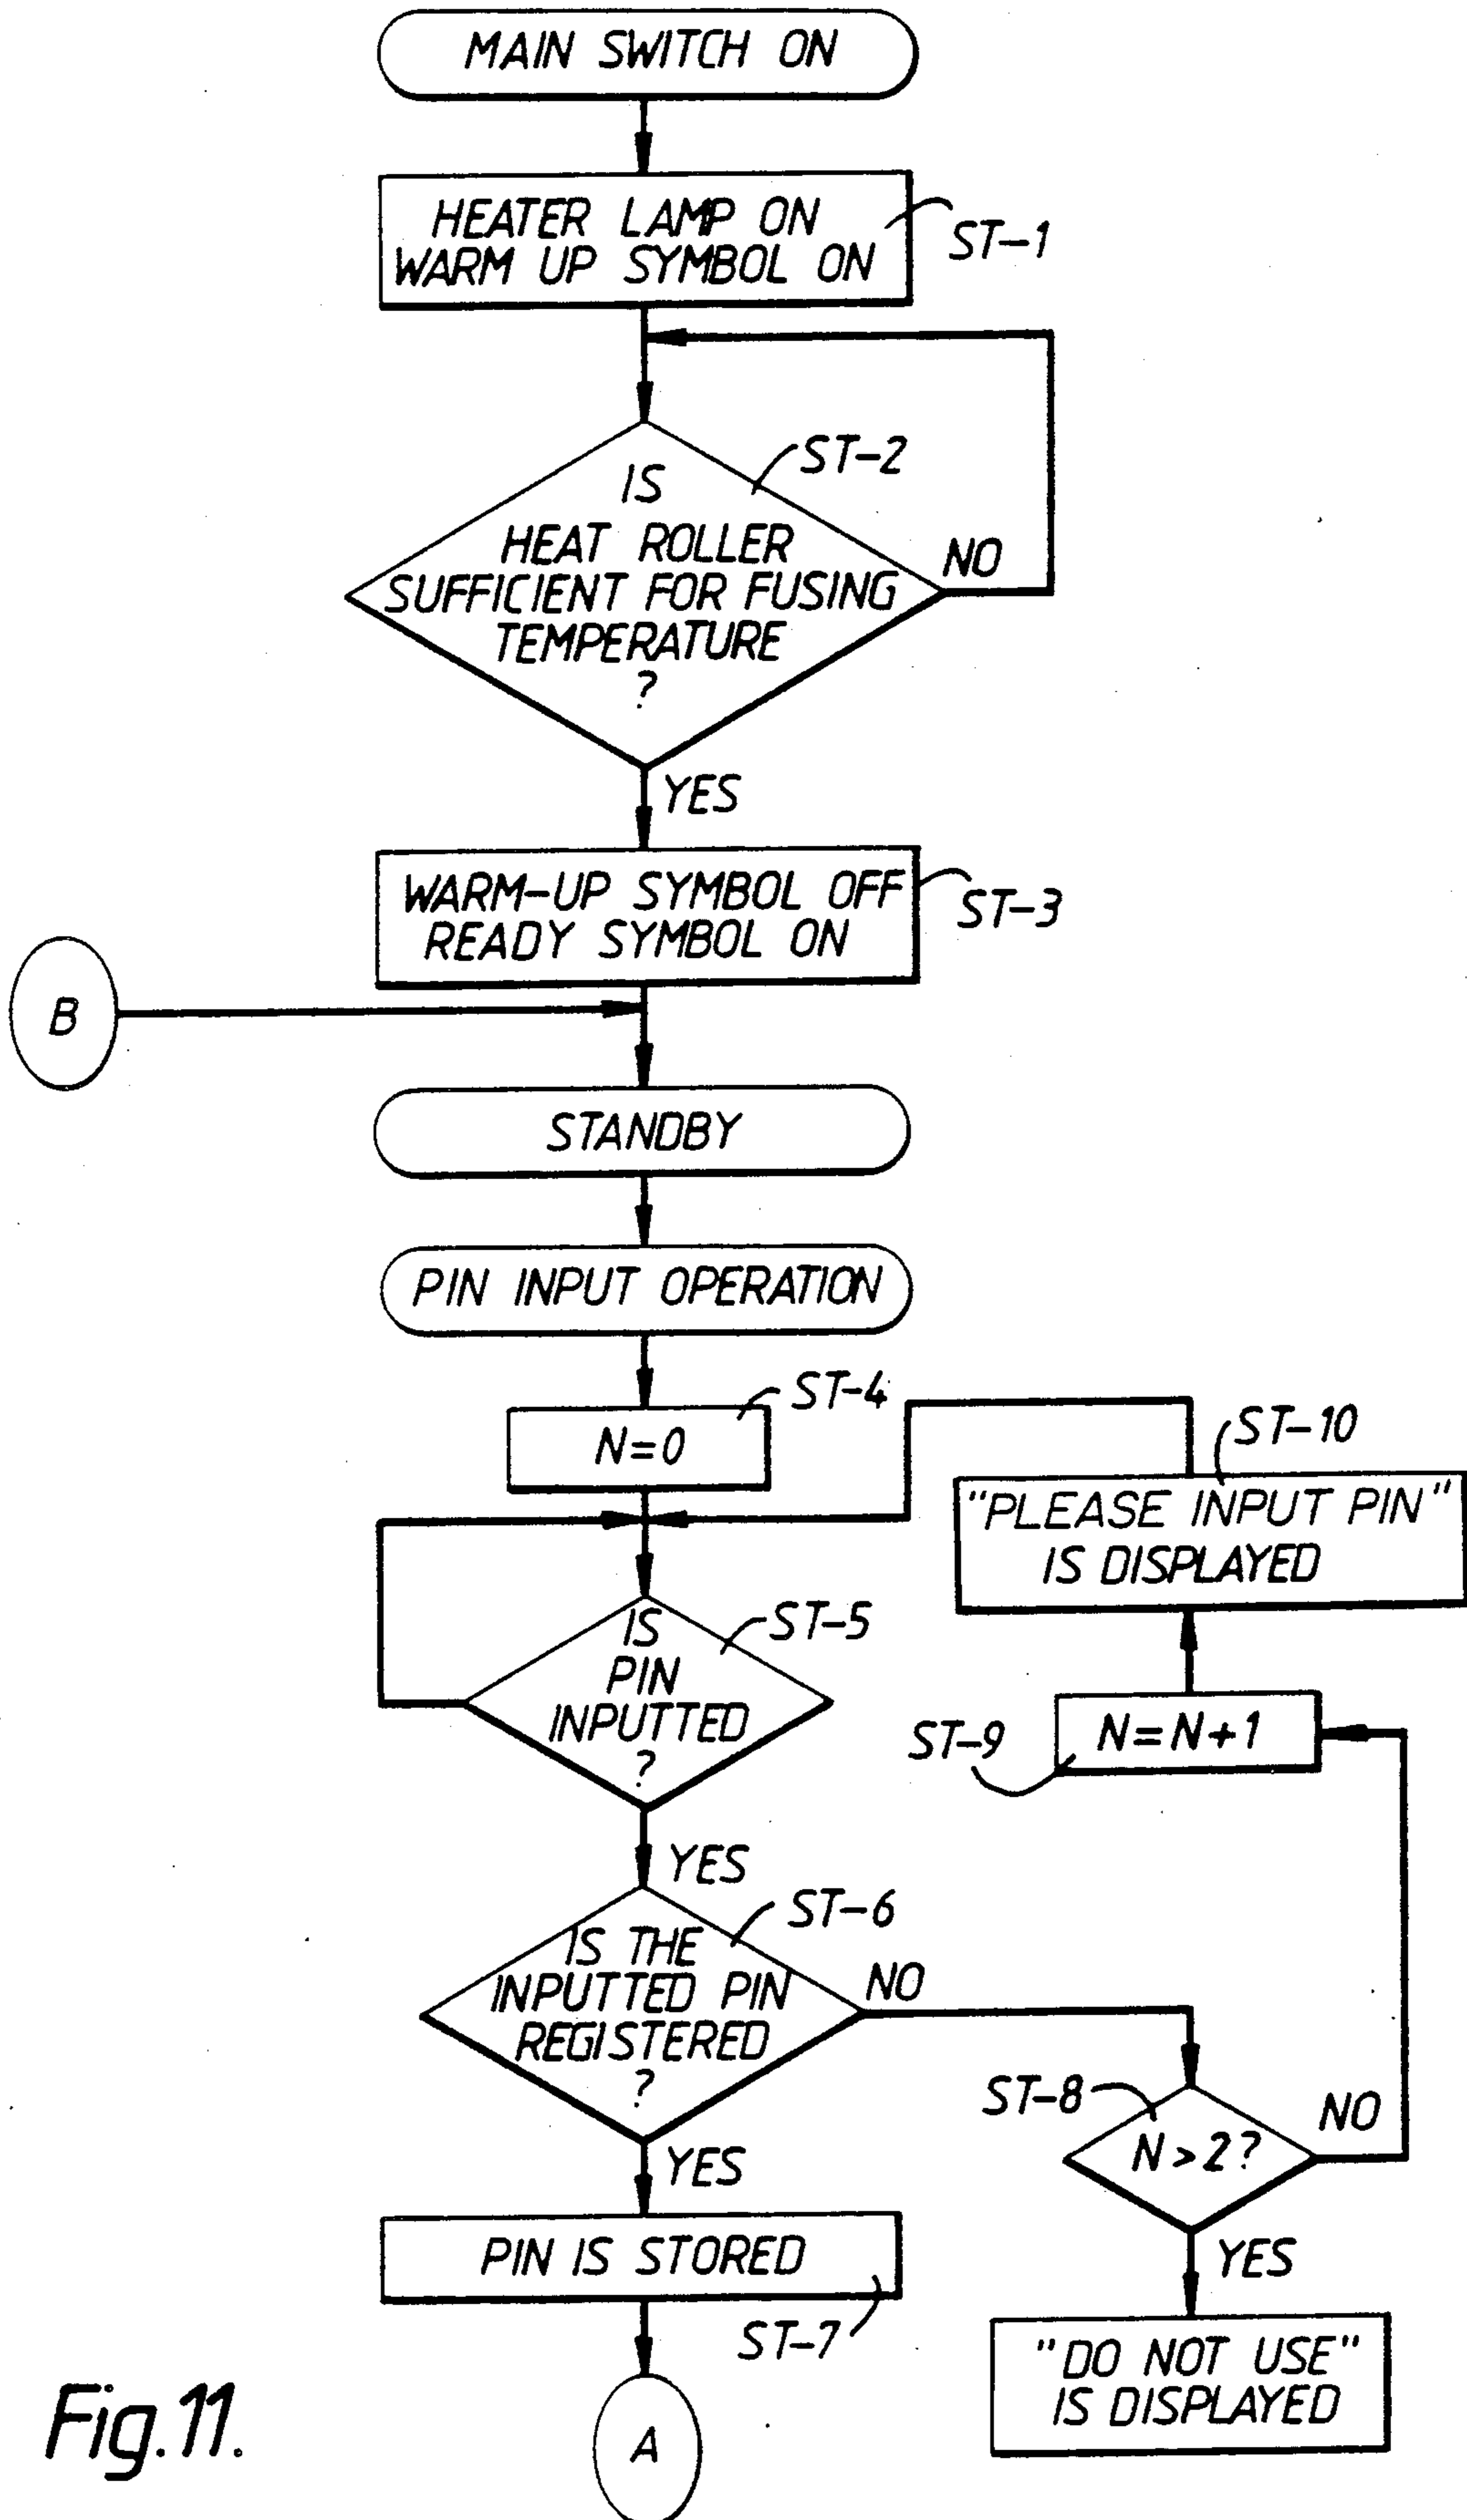 MAIN SWITCH ON
HEATER LAMP ON
WARM UP SYMBOL ON
ST-1
ST-2
IS
HEAT ROLLER
SUFFICIENT FOR FUSING
TEMPERATURE
?
NO
YES
WARM-UP SYMBOL OFF
READY SYMBOL ON
ST-3
B
STANDBY
PIN INPUT OPERATION
ST-4
N=0
ST-10
"PLEASE INPUT PIN"
IS DISPLAYED
ST-5
IS
PIN
INPUTTED
?
ST-9
N=N+1
YES
ST-6
IS THE
INPUTTED PIN
REGISTERED
?
NO
ST-8
N>2?
NO
YES
YES
PIN IS STORED
ST-7
"DO NOT USE"
IS DISPLAYED
A
Fig.11.